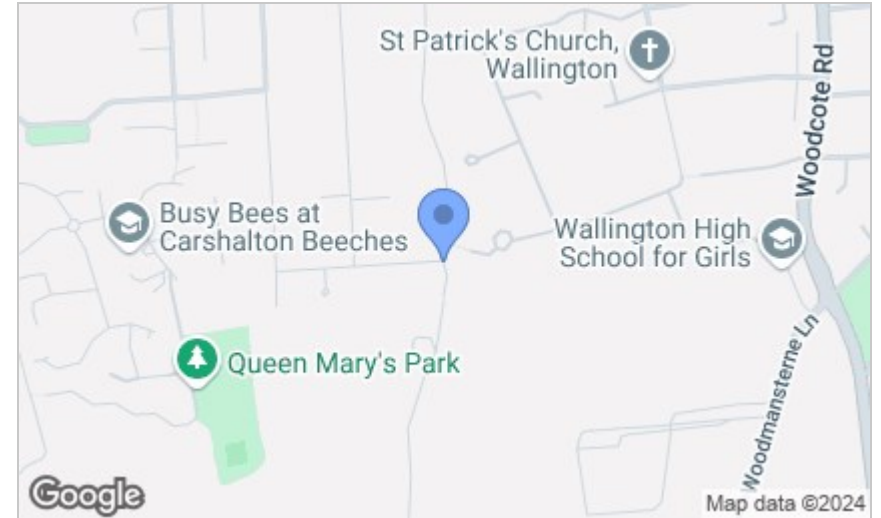 St Patrick's Church,
Wallington
Woodcote Rd
Busy Bees at
Carshalton Beeches
Wallington High
School for Girls
Queen Mary's Park
Woodmansterne Ln
Google
Map data ©2024